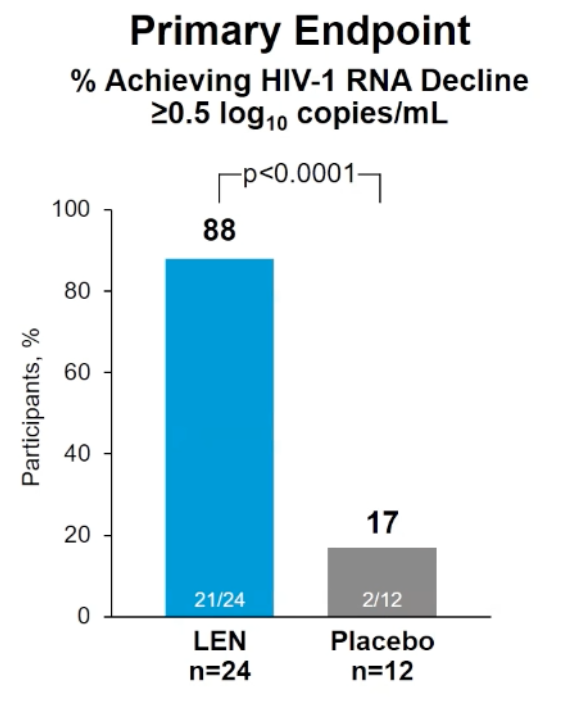 Primary Endpoint
% Achieving HIV-1 RNA Decline
≥0.5 log₁₀ copies/mL
p<0.0001
100
88
80
Participants, %
60
40
17
20
21/24
2/12
0
LEN
Placebo
n=24
n=12